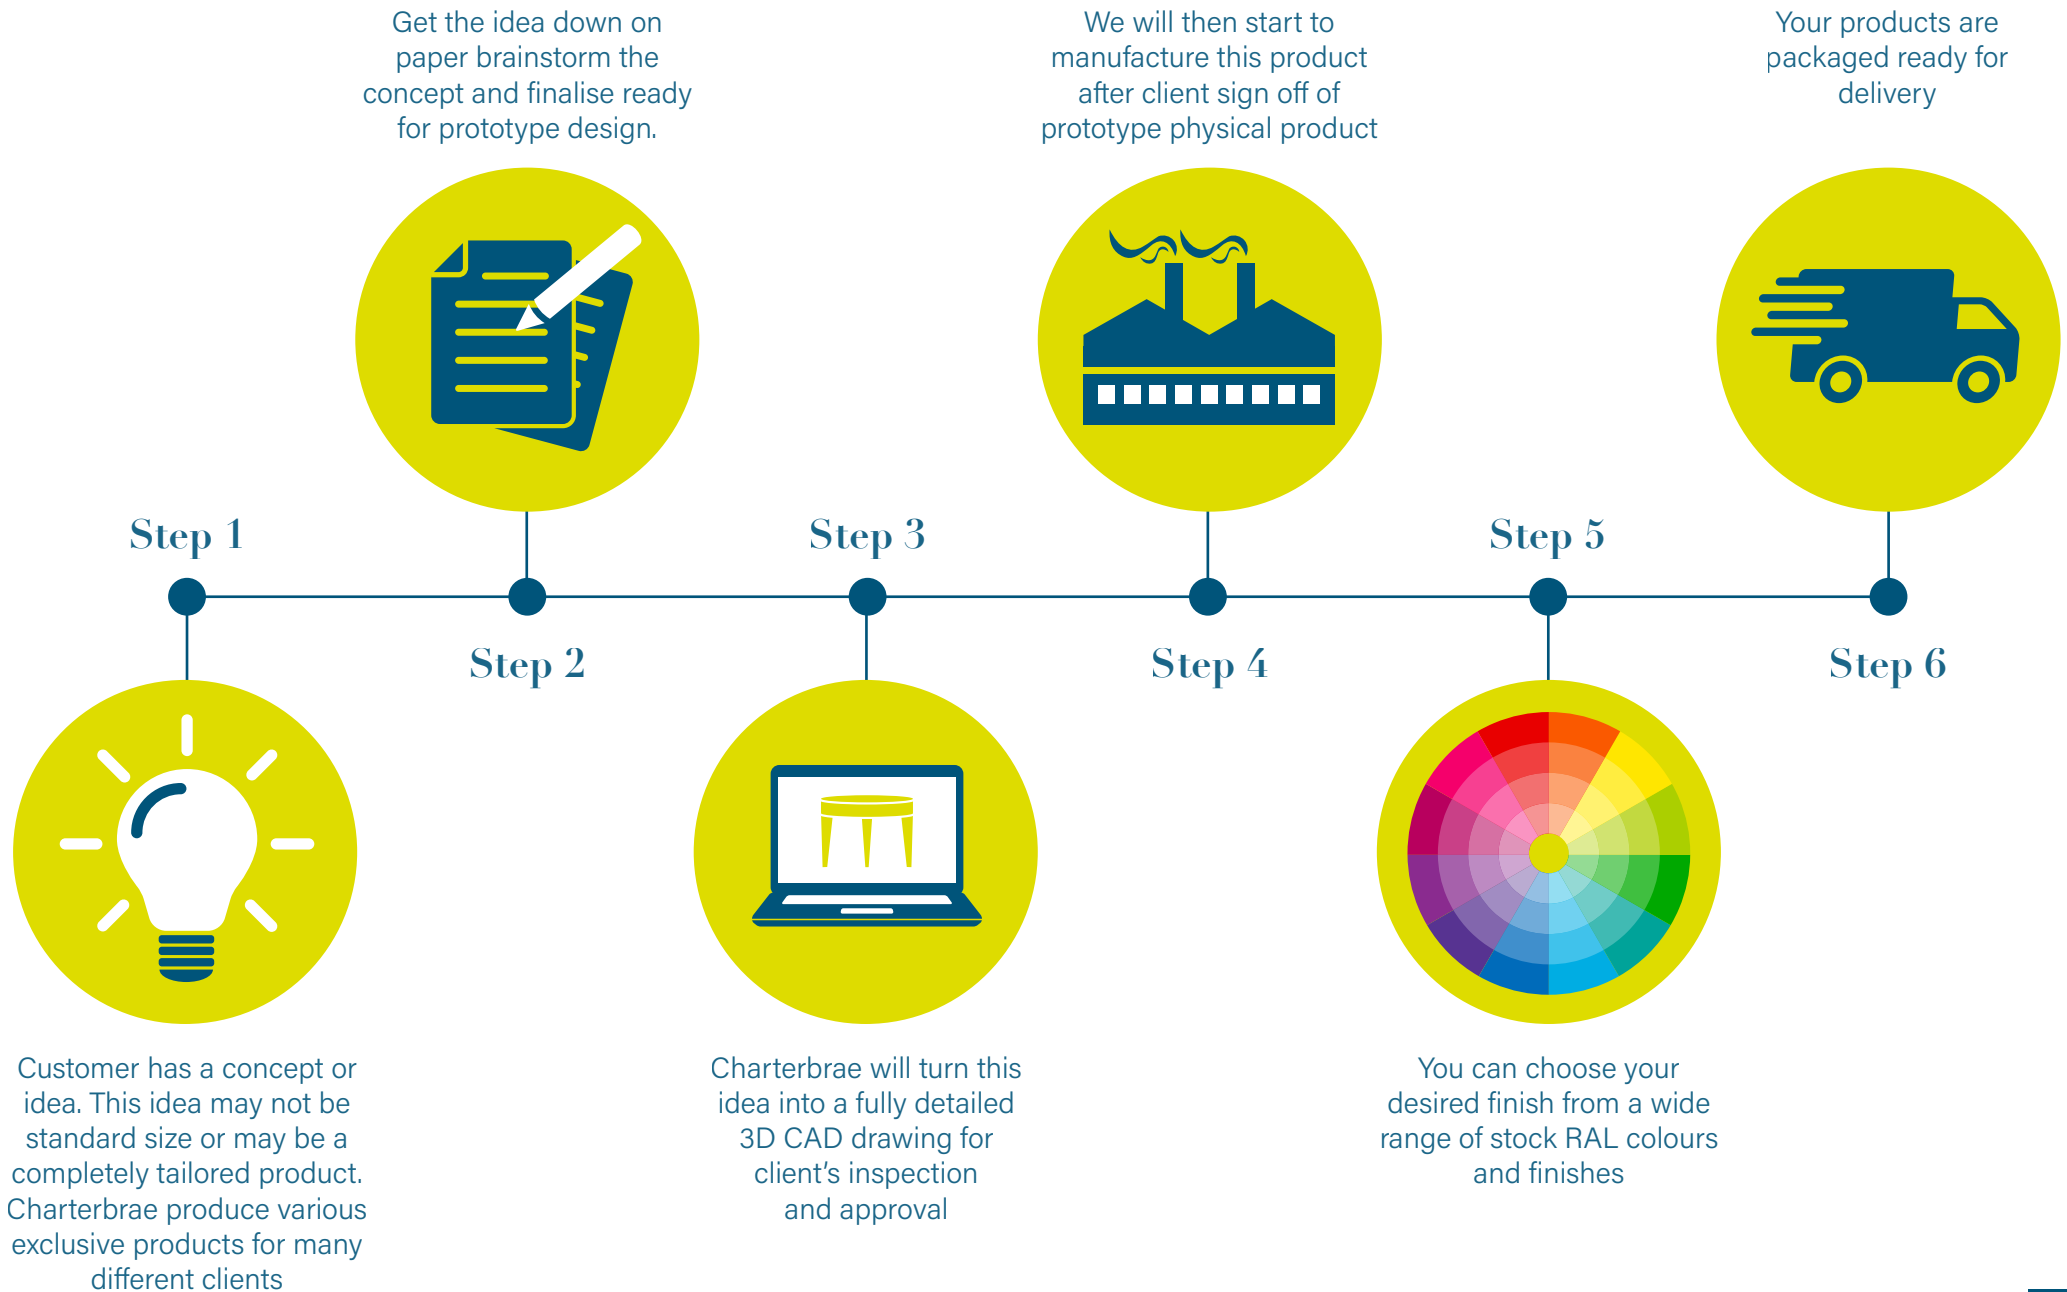 Get the idea down on
paper brainstorm the
concept and finalise ready
for prototype design.
We will then start to
manufacture this product
after client sign off of
prototype physical product
Your products are
packaged ready for
delivery
Step 1
Step 3
Step 5
Step 2
Step 4
Step 6
Customer has a concept or
idea. This idea may not be
standard size or may be a
completely tailored product.
Charterbrae produce various
exclusive products for many
different clients
Charterbrae will turn this
idea into a fully detailed
3D CAD drawing for
client’s inspection
and approval
You can choose your
desired finish from a wide
range of stock RAL colours
and finishes